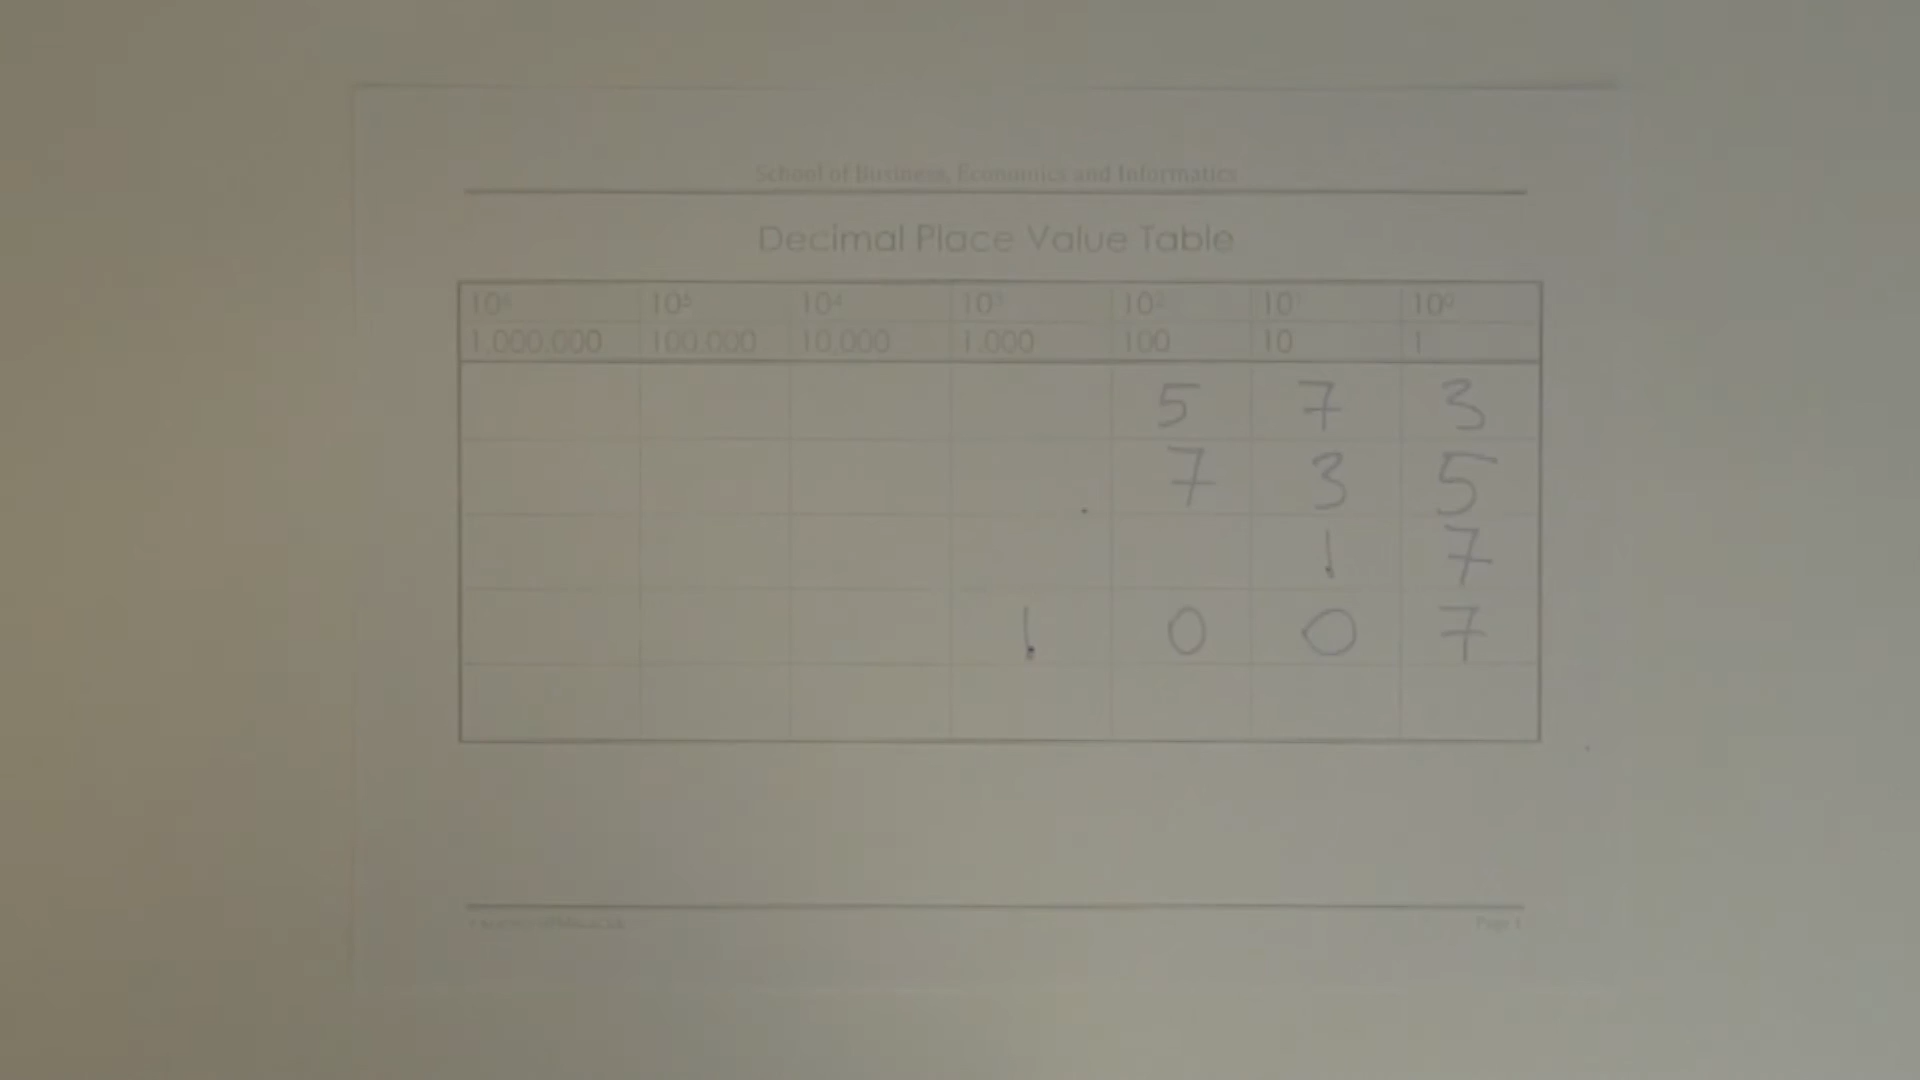 School of Business, Economics and Informatics
Decimal Place Value Table
10⁶ 10⁵ 10⁴ 10³ 10² 10¹ 10⁰
1,000,000 100,000 10,000 1,000 100 10 1
5 7 3
7 3 5
1 7
1 0 0 7
Page 1